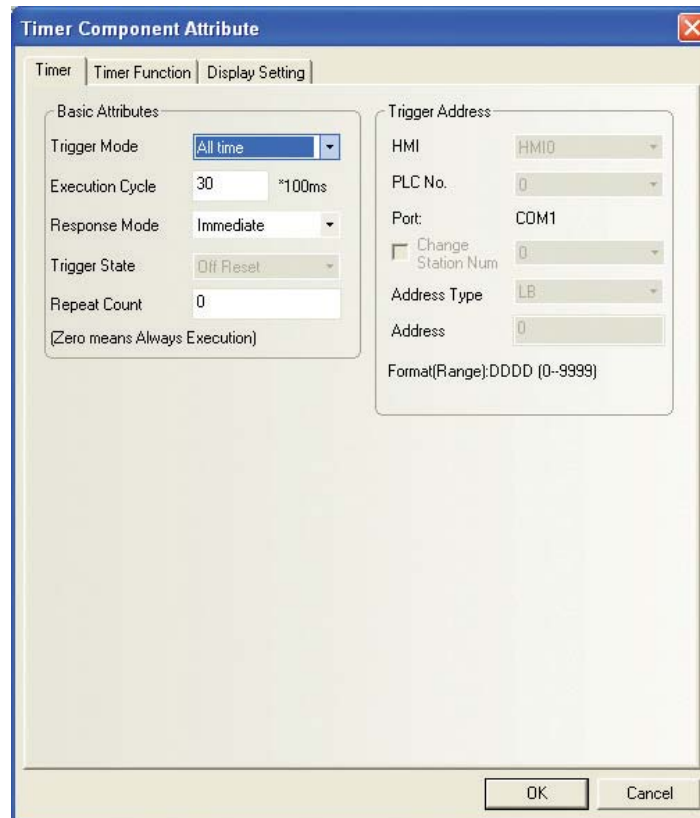 Timer Component Attribute
Timer
Timer Function
Display Setting
Basic Attributes
Trigger Mode All time
Execution Cycle 30 *100ms
Response Mode Immediate
Trigger State Off Reset
Repeat Count 0
(Zero means Always Execution)
Trigger Address
HMI HMI0
PLC No. 0
Port: COM1
Change
Station Num 0
Address Type LB
Address 0
Format(Range):DDDD (0--9999)
OK Cancel